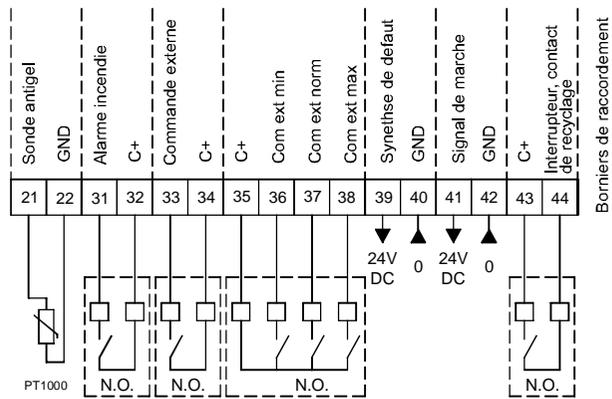 Sonde antigel
GND
Alarme incendie
C+
Commande externe
C+
C+
Com ext min
Com ext norm
Com ext max
Synethse de defaut
GND
Signal de marche
GND
C+
Interrupteur, contact
de recyclage
Borniers de raccordement
21 22 31 32 33 34 35 36 37 38 39 40 41 42 43 44
24V
DC
0
24V
DC
0
PT1000
N.O.
N.O.
N.O.
N.O.